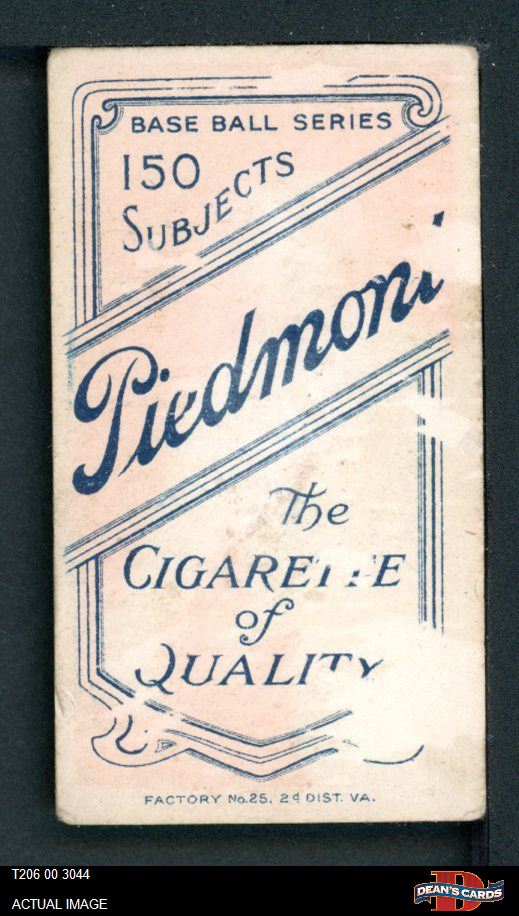 BASE BALL SERIES
150
SUBJECTS
Piedmont
The
CIGARETTE
of
QUALITY
FACTORY No.25, 2d DIST. VA.
T206 00 3044
ACTUAL IMAGE
D
DEAN'S CARDS